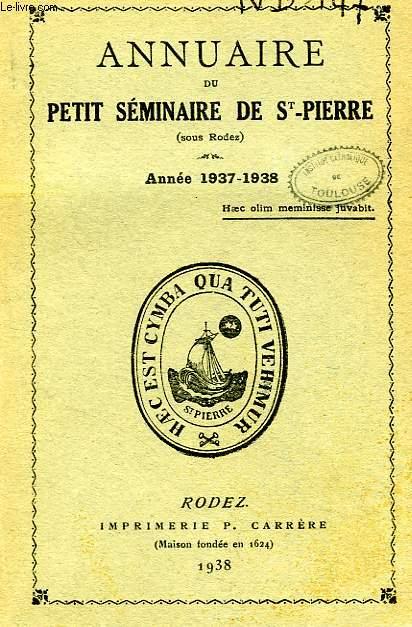 ANNUAIRE
DU
PETIT SÉMINAIRE DE Sᵀ-PIERRE
(sous Rodez)
Année 1937-1938
INSTITUT CATHOLIQUE
DE
TOULOUSE
Hæc olim meminisse juvabit.
HÆC EST CYMBA QUA TUTI VEHIMUR
Sᵀ PIERRE
RODEZ.
IMPRIMERIE P. CARRÈRE
(Maison fondée en 1624)
1938
© Le-livre.com